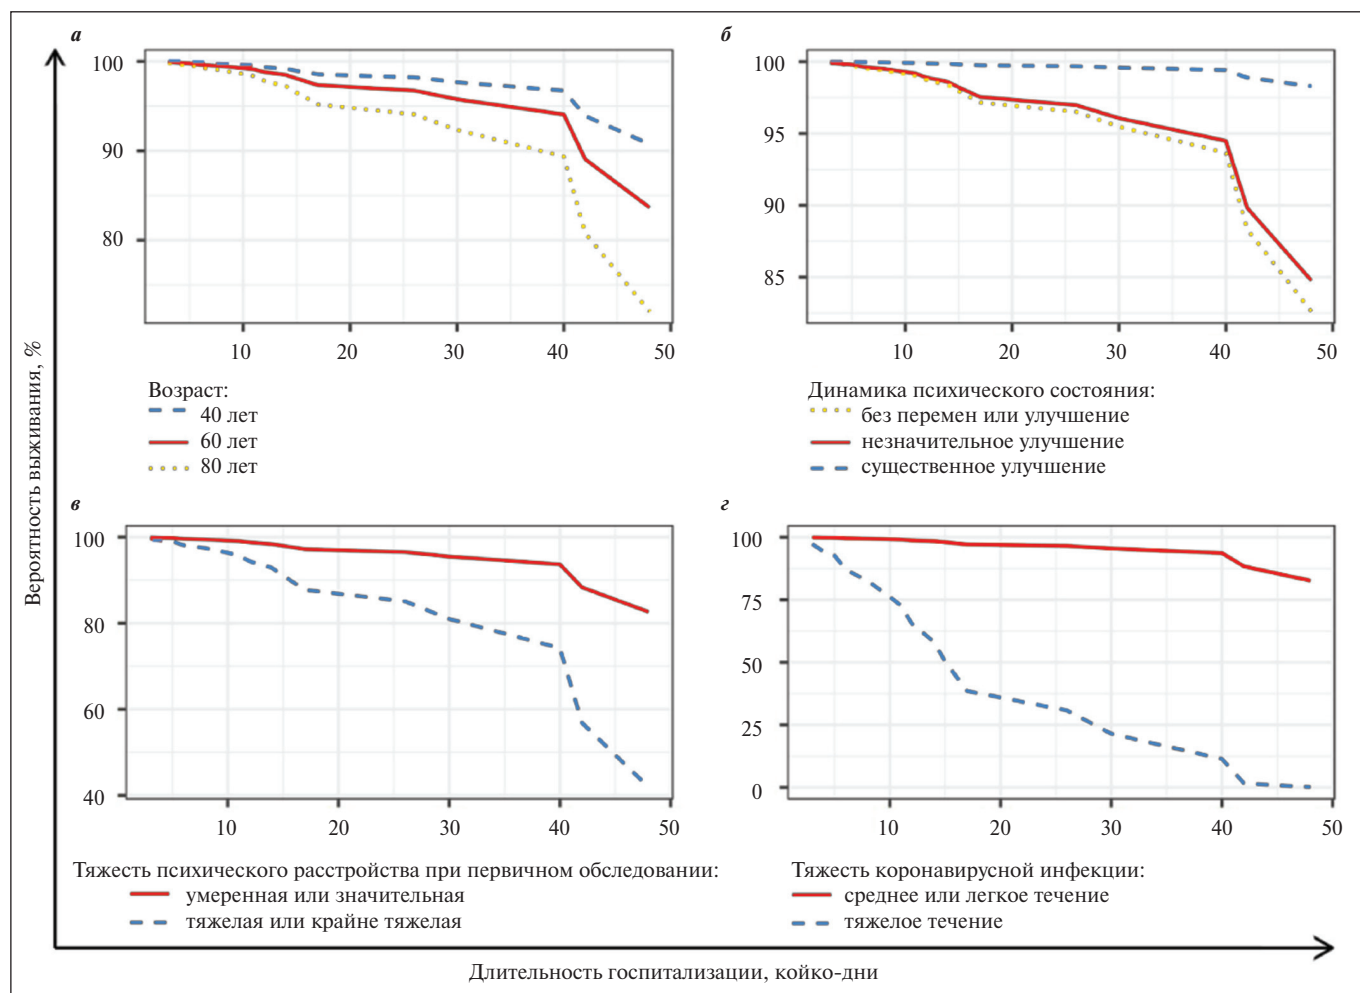 Вероятность выживания, %
а
100
90
80
10 20 30 40 50
Возраст:
40 лет
60 лет
80 лет
б
100
95
90
85
10 20 30 40 50
Динамика психического состояния:
без перемен или улучшение
незначительное улучшение
существенное улучшение
в
100
80
60
40
10 20 30 40 50
Тяжесть психического расстройства при первичном обследовании:
умеренная или значительная
тяжелая или крайне тяжелая
г
100
75
50
25
0
10 20 30 40 50
Тяжесть коронавирусной инфекции:
среднее или легкое течение
тяжелое течение
Длительность госпитализации, койко-дни